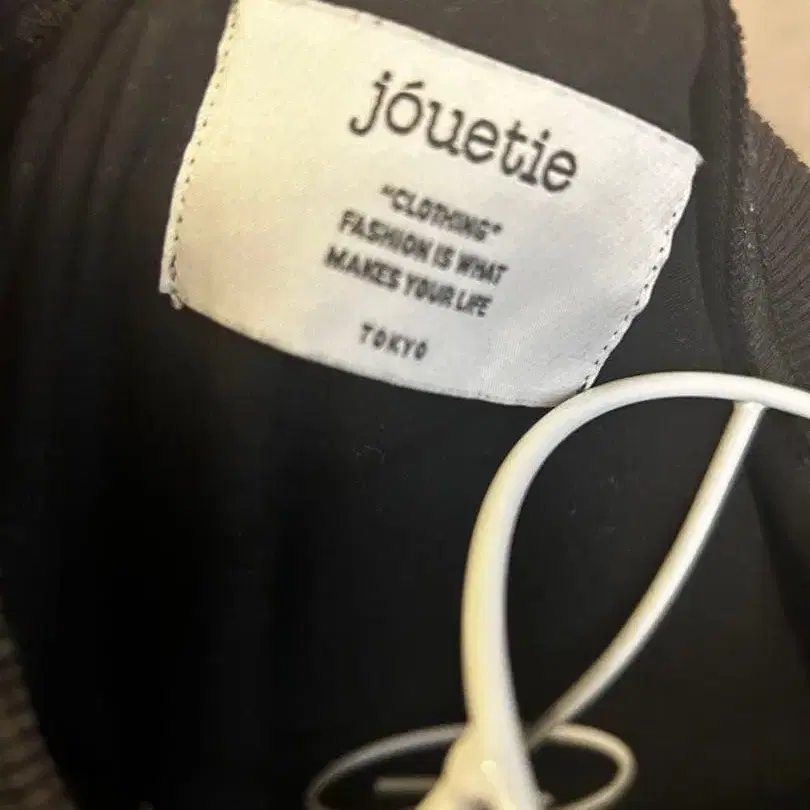 jóuetie
"CLOTHING"
FASHION IS WHAT
MAKES YOUR LIFE
TOKYO